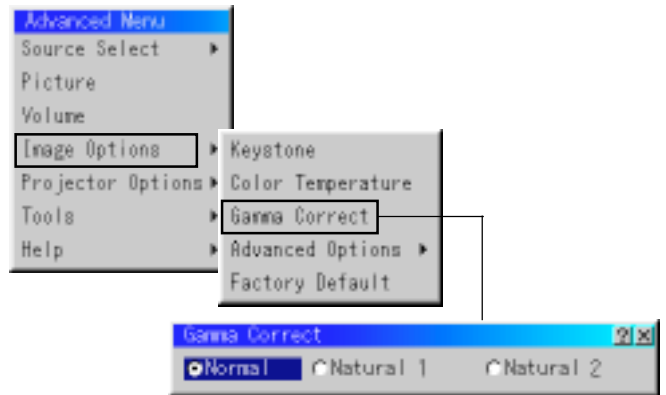 Advanced Menu
Source Select
Picture
Volume
Image Options
Projector Options
Tools
Help
Keystone
Color Temperature
Gamma Correct
Advanced Options
Factory Default
Gamma Correct ? ×
Normal Natural 1 Natural 2